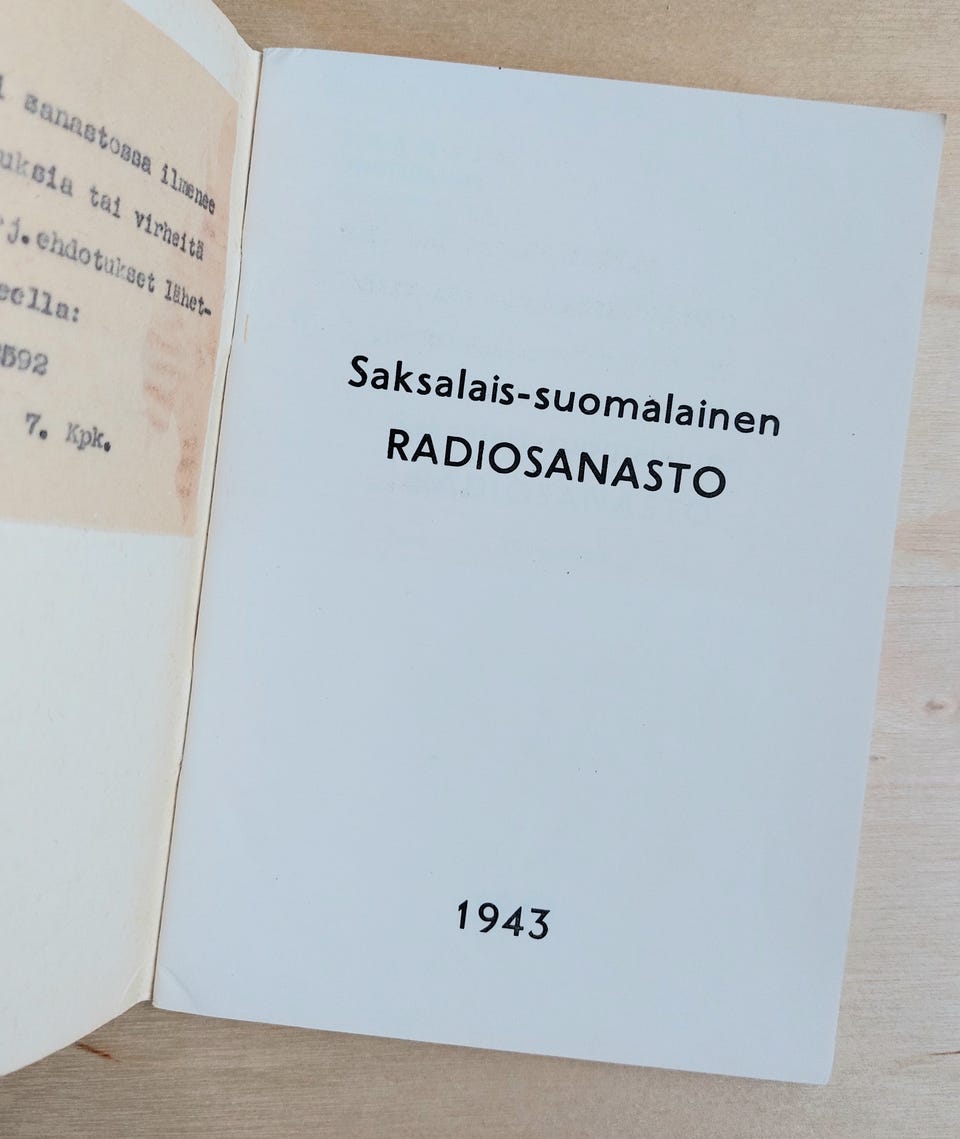 sanastossa ilmenee
uksia tai virheitä
j.ehdotukset lähet-
eella:
592
7. Kpk.
Saksalais-suomalainen
RADIOSANASTO
1943